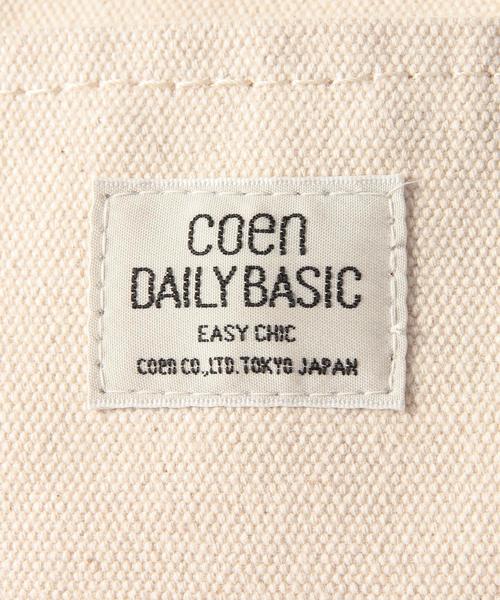 coen
DAILY BASIC
EASY CHIC
coen CO.,LTD. TOKYO JAPAN